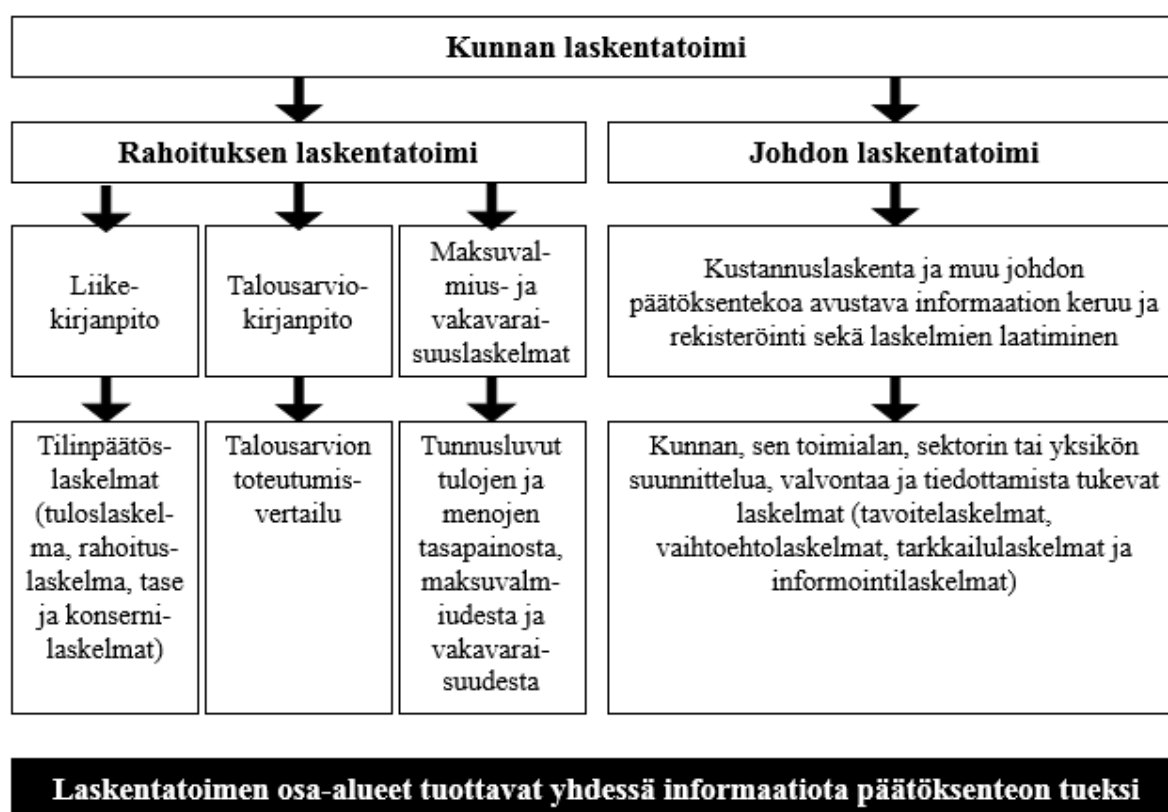 Kunnan laskentatoimi
Rahoituksen laskentatoimi
Johdon laskentatoimi
Liike-
kirjanpito
Talousarvio-
kirjanpito
Maksuval-
mius- ja
vakavarai-
suuslaskelmat
Kustannuslaskenta ja muu johdon
päätöksentekoa avustava informaation keruu ja
rekisteröinti sekä laskelmien laatiminen
Tilinpäätös-
laskelmat
(tuloslaskel-
ma, rahoitus-
laskelma, tase
ja konserni-
laskelmat)
Talousarvion
toteutumis-
vertailu
Tunnusluvut
tulojen ja
menojen
tasapainosta,
maksuvalm-
iudesta ja
vakavarai-
suudesta
Kunnan, sen toimialan, sektorin tai yksikön
suunnittelua, valvontaa ja tiedottamista tukevat
laskelmat (tavoitelaskelmat,
vaihtoehtolaskelmat, tarkkailulaskelmat ja
informointilaskelmat)
Laskentatoimen osa-alueet tuottavat yhdessä informaatiota päätöksenteon tueksi